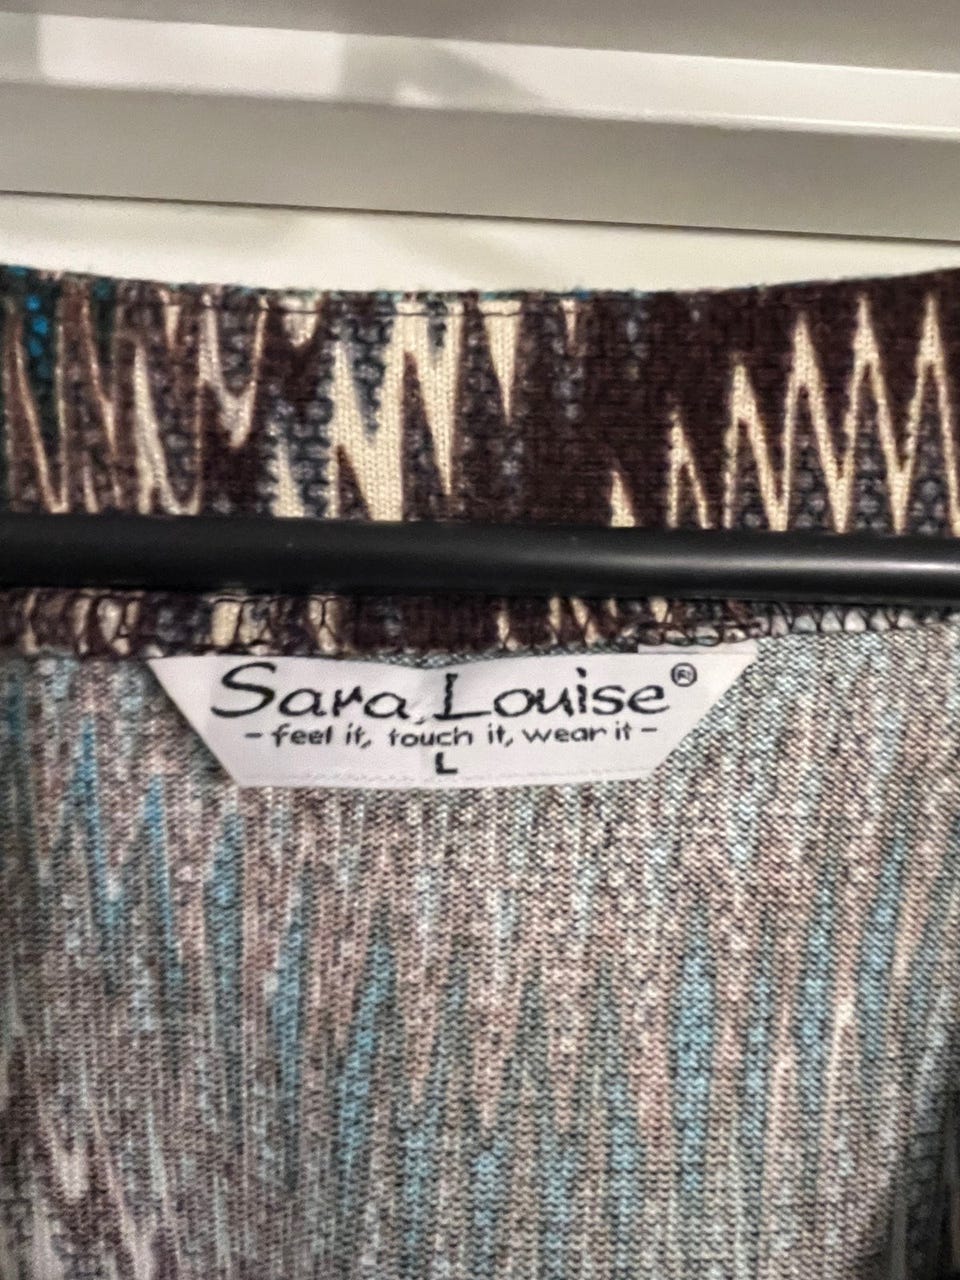 Sara Louise®
- feel it, touch it, wear it -
L